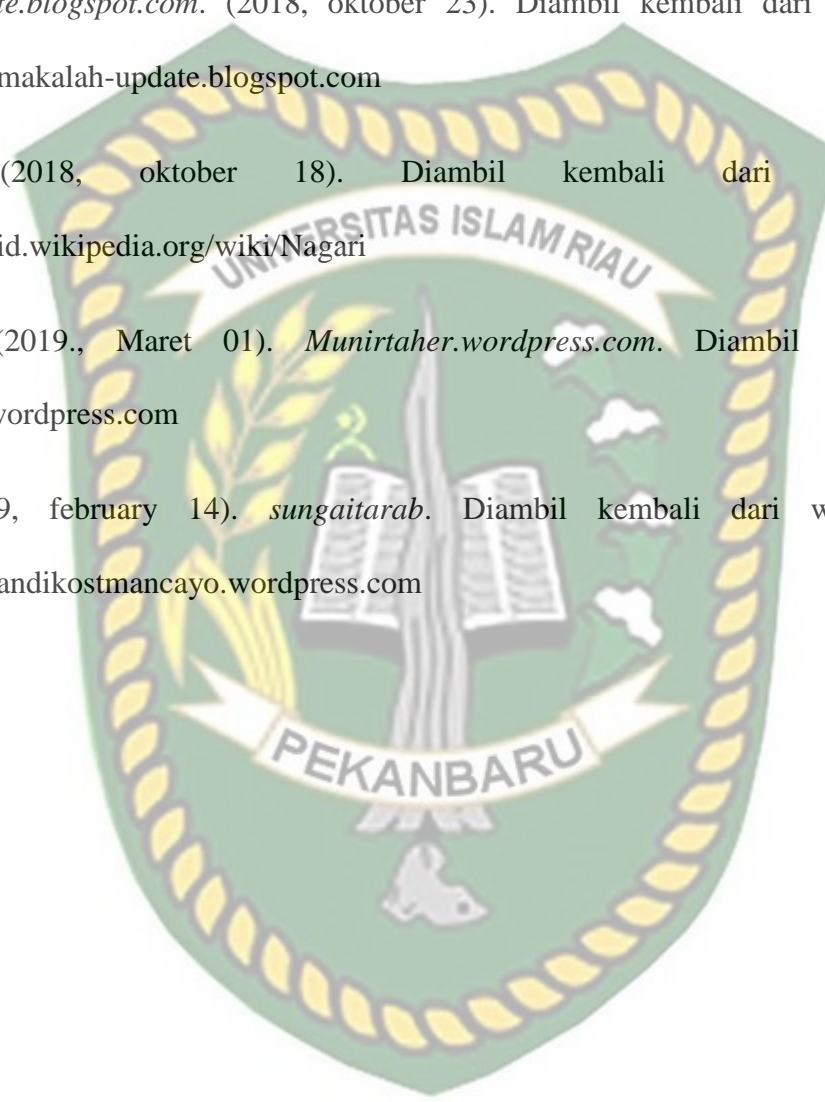 te.blogspot.com. (2018, oktober 23). Diambil kembali dari
makalah-update.blogspot.com
(2018, oktober 18). Diambil kembali dari
id.wikipedia.org/wiki/Nagari
UNIVERSITAS ISLAM RIAU
(2019., Maret 01). Munirtaher.wordpress.com. Diambil
wordpress.com
9, february 14). sungaitarab. Diambil kembali dari w
andikostmancayo.wordpress.com
PEKANBARU